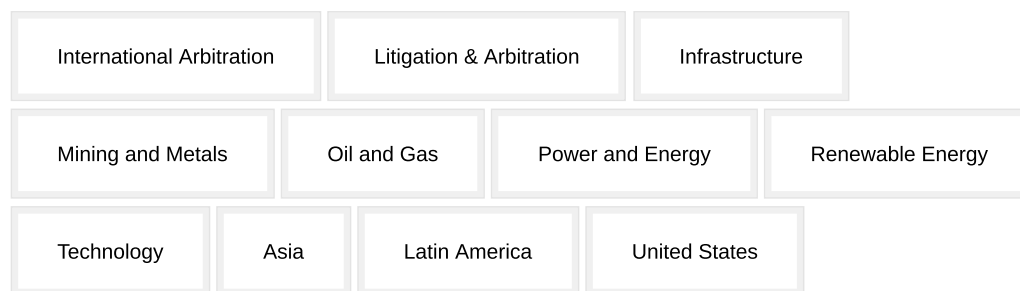 International Arbitration Litigation & Arbitration Infrastructure
Mining and Metals Oil and Gas Power and Energy Renewable Energy
Technology Asia Latin America United States